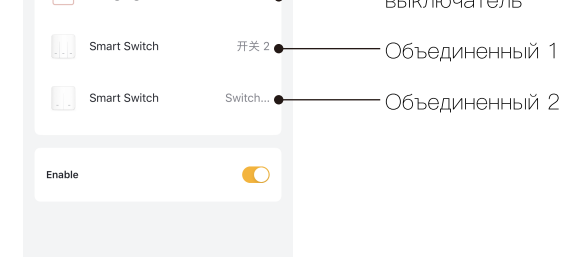 выключатель
Smart Switch 开关 2 Объединенный 1
Smart Switch Switch... Объединенный 2
Enable